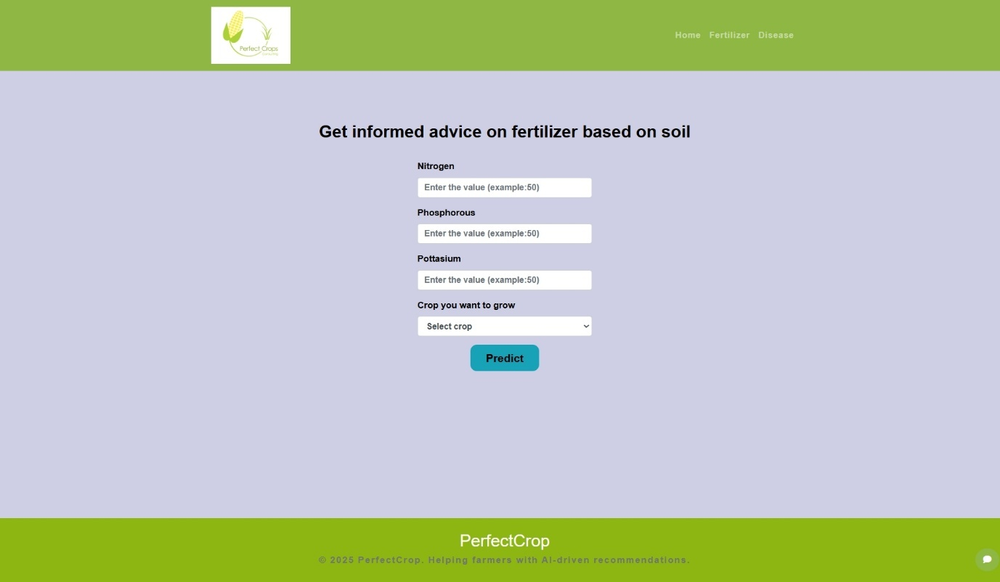 Perfect Crops
Home Fertilizer Disease
Get informed advice on fertilizer based on soil
Nitrogen
Enter the value (example:50)
Phosphorous
Enter the value (example:50)
Pottasium
Enter the value (example:50)
Crop you want to grow
Select crop
Predict
PerfectCrop
© 2025 PerfectCrop. Helping farmers with AI-driven recommendations.